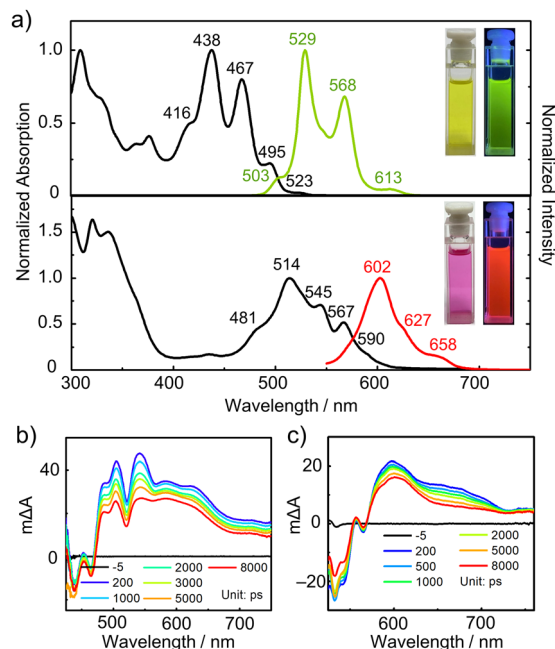 a)
Normalized Absorption
Normalized Intensity
1.0
0.5
0
438
467
416
495
523
529
568
503
613
1.5
1.0
0.5
0.0
514
545
567
481
590
602
627
658
300 400 500 600 700
Wavelength / nm
b)
mΔA
40
0
-5 2000 8000
200 3000
1000 5000 Unit: ps
500 600 700
Wavelength / nm
c)
mΔA
20
0
−20
-5 2000
200 5000
500 8000
1000 Unit: ps
600 700
Wavelength / nm